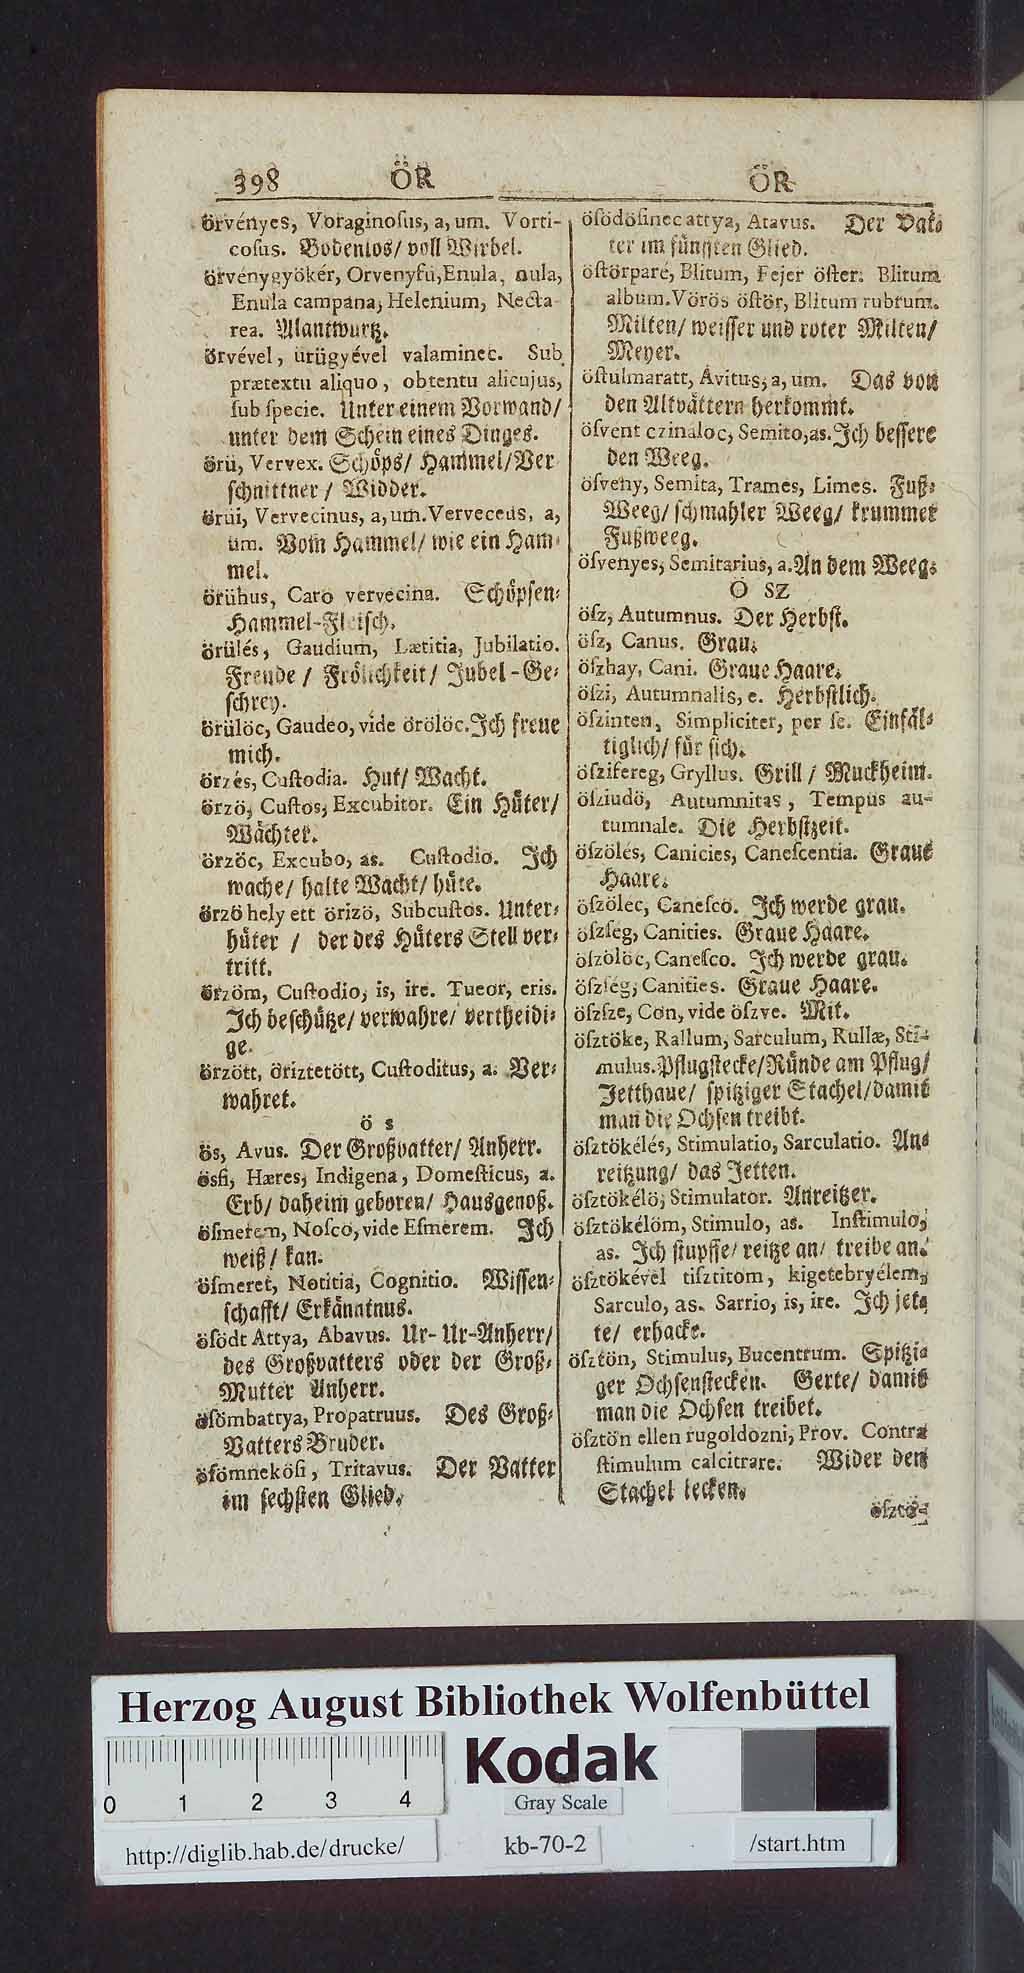 398 ÖR ÖR
örvényes, Voraginoſus, a, um. Vorti-
coſus. Bodenlos/ voll Wirbel.
örvénygyökér, Orvenyfű, Enula, nula,
Enula campana, Helenium, Necta-
rea. Alantwurtz.
örvével, ürügyével valaminec. Sub
prætextu aliquo, obtentu alicujus,
ſub ſpecie. Unter einem Vorwand/
unter dem Schein eines Dinges.
örü, Vervex. Schöps/ Hammel/ Ver
ſchnittner / Widder.
örüi, Vervecinus, a, um. Verveceus, a,
um. Vom Hammel/ wie ein Ham-
mel.
örühus, Caro vervecina. Schöpsen-
Hammel-Fleiſch.
örülés, Gaudium, Lætitia, Jubilatio.
Freude / Frölichkeit/ Jubel-Ge-
ſchrey.
örülöc, Gaudeo, vide örölöc. Ich freue
mich.
örzés, Cuſtodia. Hut/ Wacht.
örzö, Cuſtos, Excubitor. Ein Hüter/
Wächter.
örzöc, Excubo, as. Cuſtodio. Ich
wache/ halte Wacht/ hüte.
örzö hely ett örizö, Subcuſtos. Unter-
hüter / der des Hüters Stell ver-
tritt.
örzöm, Cuſtodio, is, ire. Tueor, eris.
Ich beſchütze/ verwahre/ vertheidi-
ge.
örzött, öriztetött, Cuſtoditus, a. Ver-
wahret.
ö s
ös, Avus. Der Großvatter/ Anherr.
ösfi, Hæres, Indigena, Domeſticus, a.
Erb/ daheim geboren/ Hausgenoß.
öſmerem, Noſco, vide Eſmerem. Ich
weiß/ kan.
öſmeret, Notitia, Cognitio. Wiſſen-
ſchafft/ Erkänntnus.
öſödt Attya, Abavus. Ur-Ur-Anherr/
des Großvatters oder der Groß-
Mutter Anherr.
öſömbattya, Propatruus. Des Groß-
Vatters Bruder.
öſömnekösi, Tritavus. Der Vatter
im ſechſten Glied.
öſödöſinec attya, Atavus. Der Vat-
ter im fünfften Glied.
öſtörparé, Blitum, Fejer öſter. Blitum
album. Vörös öſtör, Blitum rubrum.
Milten/ weiſſer und roter Milten/
Meyer.
öſtulmaratt, Avitus, a, um. Das von
den Altvättern herkommt.
öſvent czinaloc, Semito, as. Ich beſſere
den Weeg.
öſveny, Semita, Trames, Limes. Fuß-
Weeg/ ſchmahler Weeg/ krummer
Fußweeg.
öſvenyes, Semitarius, a. An dem Weeg.
Ö SZ
öſz, Autumnus. Der Herbſt.
öſz, Canus. Grau.
öſzhay, Cani. Graue Haare.
öſzi, Autumnalis, e. Herbſtlich.
öſzinten, Simpliciter, per ſe. Einfäl-
tiglich/ für ſich.
öſzifereg, Gryllus. Grill / Muckheim.
öſziudö, Autumnitas, Tempus au-
tumnale. Die Herbſtzeit.
öſzölés, Canicies, Caneſcentia. Graue
Haare.
öſzölec, Caneſco. Ich werde grau.
öſzſég, Canities. Graue Haare.
öſzölöc, Caneſco. Ich werde grau.
öſzſég, Canities. Graue Haare.
öſzſze, Con, vide öſzve. Mit.
öſztöke, Rallum, Sarculum, Rullæ, Sti-
mulus. Pflugſtecke/ Ründe am Pflug/
Jetthaue/ ſpitziger Stachel/ damit
man die Ochſen treibt.
öſztökélés, Stimulatio, Sarculatio. An-
reitzung/ das Jetten.
öſztökélö, Stimulator. Anreitzer.
öſztökélöm, Stimulo, as. Inſtimulo,
as. Ich ſtupffe/ reitze an/ treibe an.
öſztökével tiſztitom, kigetebryélem,
Sarculo, as. Sarrio, is, ire. Ich jet-
te/ erhacke.
öſztön, Stimulus, Bucentrum. Spitzi-
ger Ochſenſtecken. Gerte/ damit
man die Ochſen treibet.
öſztön ellen rugoldozni, Prov. Contra
ſtimulum calcitrare. Wider den
Stachel lecken.
öſztö-
Herzog August Bibliothek Wolfenbüttel
0 1 2 3 4
Kodak
Gray Scale
http://diglib.hab.de/drucke/ kb-70-2 /start.htm